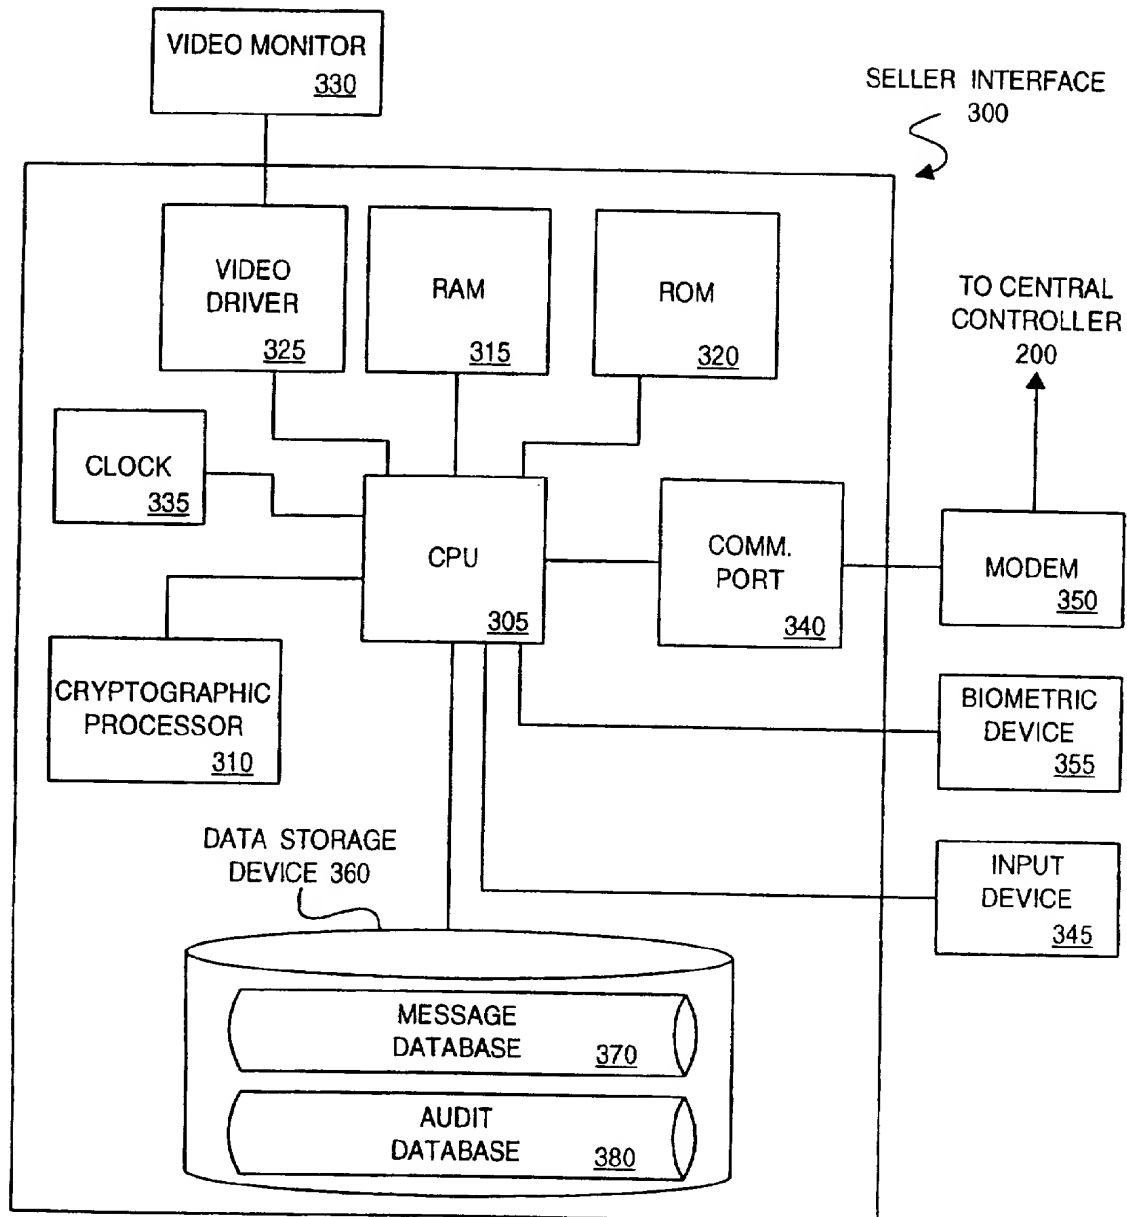 VIDEO MONITOR
330
SELLER INTERFACE
300
VIDEO
DRIVER
325
RAM
315
ROM
320
TO CENTRAL
CONTROLLER
200
CLOCK
335
CPU
305
COMM.
PORT
340
MODEM
350
CRYPTOGRAPHIC
PROCESSOR
310
BIOMETRIC
DEVICE
355
DATA STORAGE
DEVICE 360
INPUT
DEVICE
345
MESSAGE
DATABASE 370
AUDIT
DATABASE 380